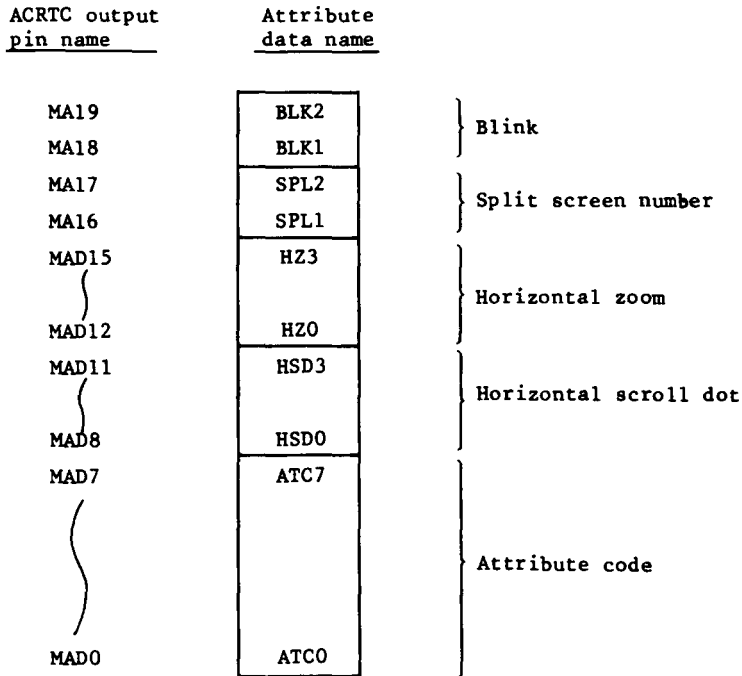 ACRTC output Attribute
pin name data name
MA19 BLK2
Blink
MA18 BLK1
MA17 SPL2
Split screen number
MA16 SPL1
MAD15 HZ3
Horizontal zoom
MAD12 HZ0
MAD11 HSD3
Horizontal scroll dot
MAD8 HSD0
MAD7 ATC7
Attribute code
MAD0 ATC0